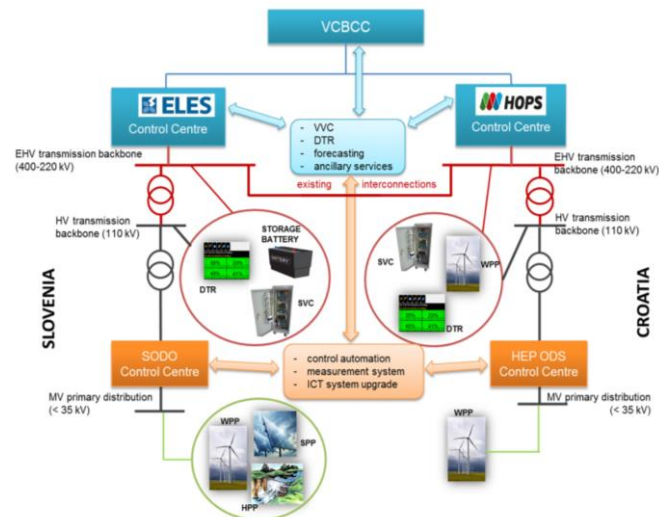 VCBCC
ELES
Control Centre
HOPS
Control Centre
- VVC
- DTR
- forecasting
- ancillary services
EHV transmission
backbone (400-220 kV)
EHV transmission
backbone (400-220 kV)
existing interconnections
HV transmission
backbone (110 kV)
HV transmission
backbone (110 kV)
STORAGE
BATTERY
DTR
SVC
SVC
WPP
DTR
SLOVENIA
CROATIA
SODO
Control Centre
- control automation
- measurement system
- ICT system upgrade
HEP ODS
Control Centre
MV primary distribution
(< 35 kV)
MV primary distribution
(< 35 kV)
WPP
SPP
HPP
WPP